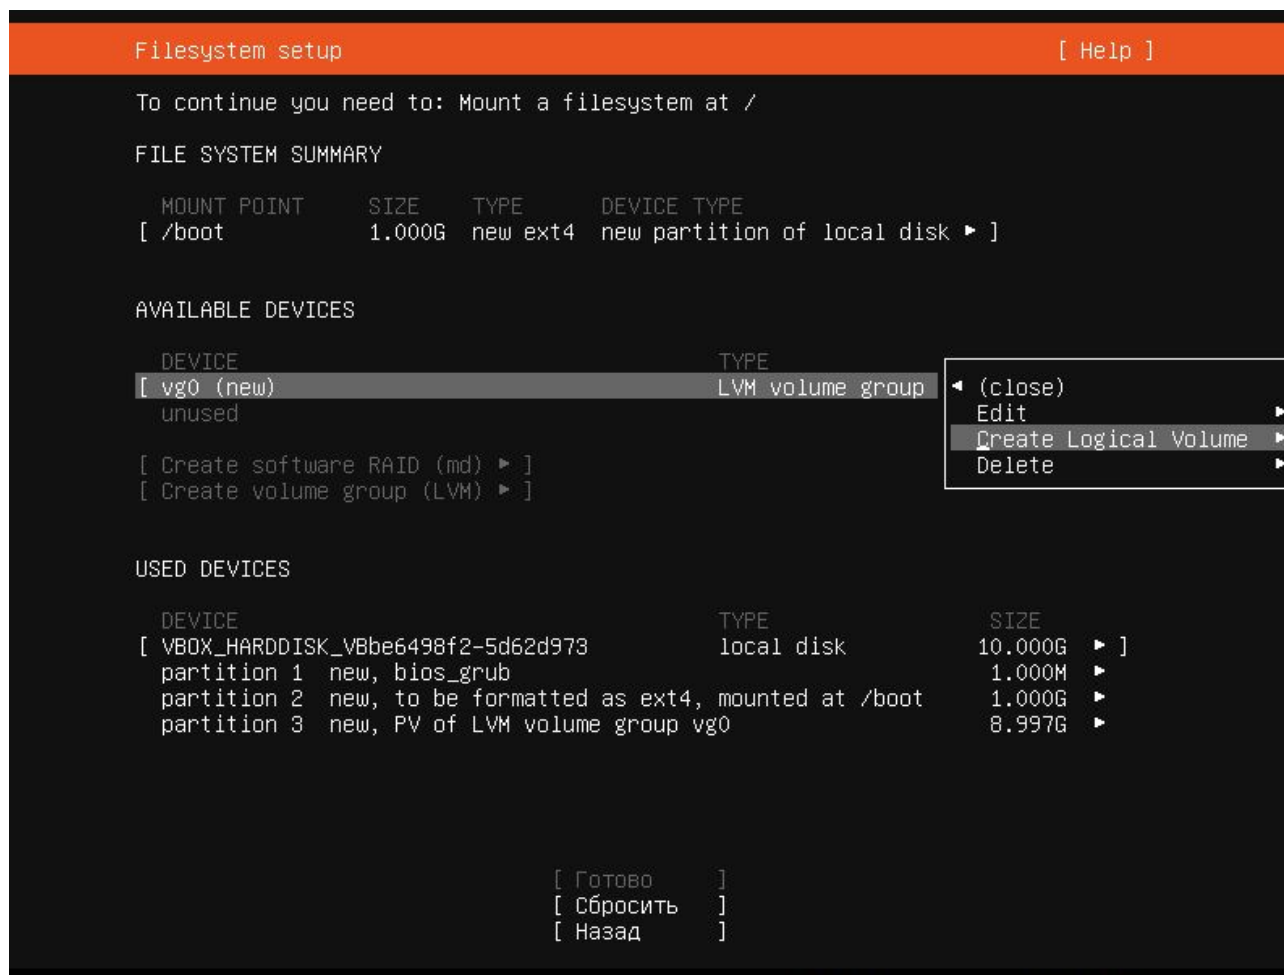 Filesystem setup [ Help ]
To continue you need to: Mount a filesystem at /
FILE SYSTEM SUMMARY
MOUNT POINT SIZE TYPE DEVICE TYPE
[ /boot 1.000G new ext4 new partition of local disk ▸ ]
AVAILABLE DEVICES
DEVICE TYPE
[ vg0 (new) LVM volume group ◂ (close)
unused Edit ▸
Create Logical Volume ▸
[ Create software RAID (md) ▸ ] Delete ▸
[ Create volume group (LVM) ▸ ]
USED DEVICES
DEVICE TYPE SIZE
[ VBOX_HARDDISK_VBbe6498f2-5d62d973 local disk 10.000G ▸ ]
partition 1 new, bios_grub 1.000M ▸
partition 2 new, to be formatted as ext4, mounted at /boot 1.000G ▸
partition 3 new, PV of LVM volume group vg0 8.997G ▸
[ Готово ]
[ Сбросить ]
[ Назад ]